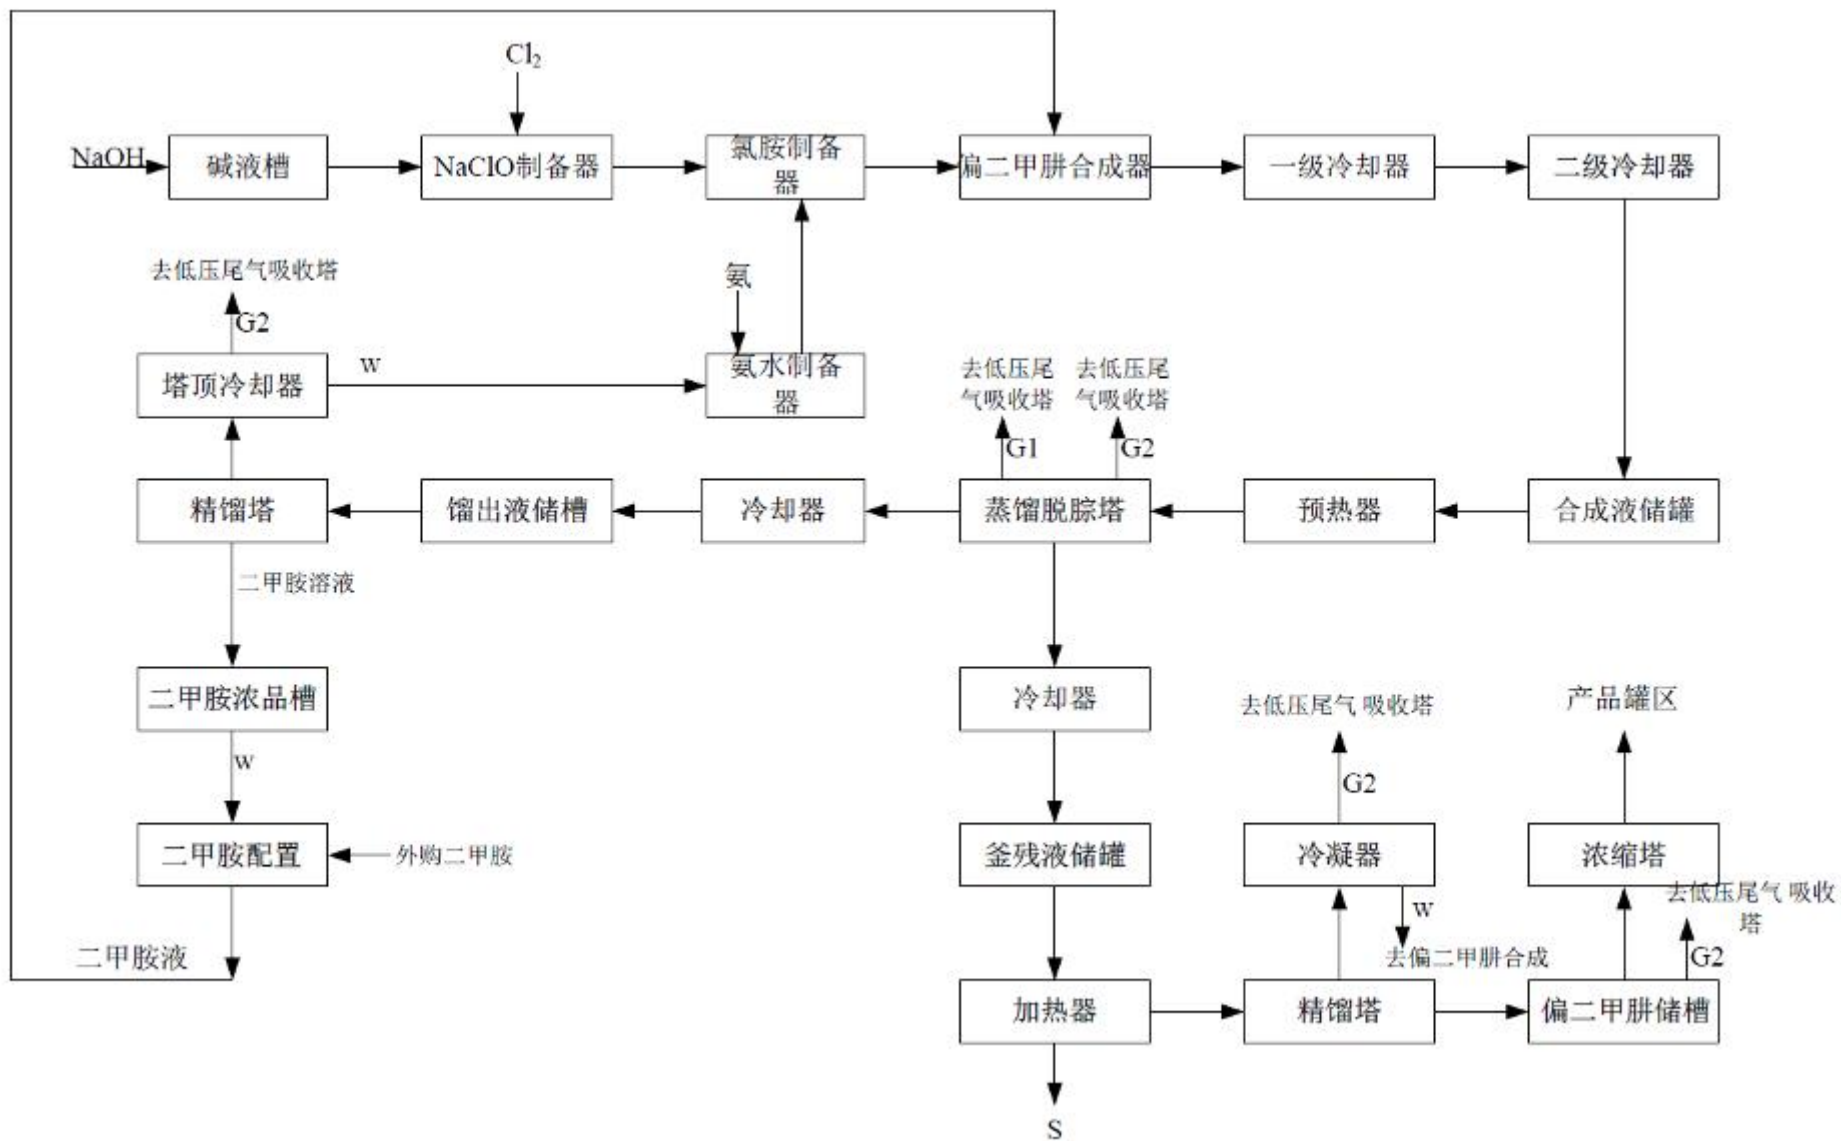 Cl₂
NaOH
碱液槽
NaClO制备器
氯胺制备
器
偏二甲肼合成器
一级冷却器
二级冷却器
去低压尾气吸收塔
G2
氨
塔顶冷却器
w
氨水制备
器
去低压尾
气吸收塔
去低压尾
气吸收塔
G1
G2
精馏塔
馏出液储槽
冷却器
蒸馏脱腙塔
预热器
合成液储罐
二甲胺溶液
二甲胺浓品槽
w
冷却器
去低压尾气 吸收塔
产品罐区
G2
二甲胺配置
外购二甲胺
釜残液储罐
冷凝器
浓缩塔
w
去低压尾气 吸收
塔
去偏二甲肼合成
G2
二甲胺液
加热器
精馏塔
偏二甲肼储槽
S